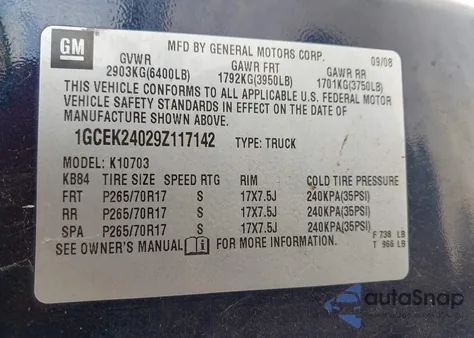 GM
MFD BY GENERAL MOTORS CORP. 09/08
GVWR GAWR FRT GAWR RR
2903KG(6400LB) 1792KG(3950LB) 1701KG(3750LB)
THIS VEHICLE CONFORMS TO ALL APPLICABLE U.S. FEDERAL MOTOR
VEHICLE SAFETY STANDARDS IN EFFECT ON THE DATE OF
MANUFACTURE SHOWN ABOVE.
1GCEK24029Z117142 TYPE: TRUCK
MODEL: K10703
KB84 TIRE SIZE SPEED RTG RIM COLD TIRE PRESSURE
FRT P265/70R17 S 17X7.5J 240KPA(35PSI)
RR P265/70R17 S 17X7.5J 240KPA(35PSI)
SPA P265/70R17 S 17X7.5J 240KPA(35PSI)
SEE OWNER'S MANUAL i FOR MORE INFORMATION. F 738 LB
T 966 LB
autoSnap